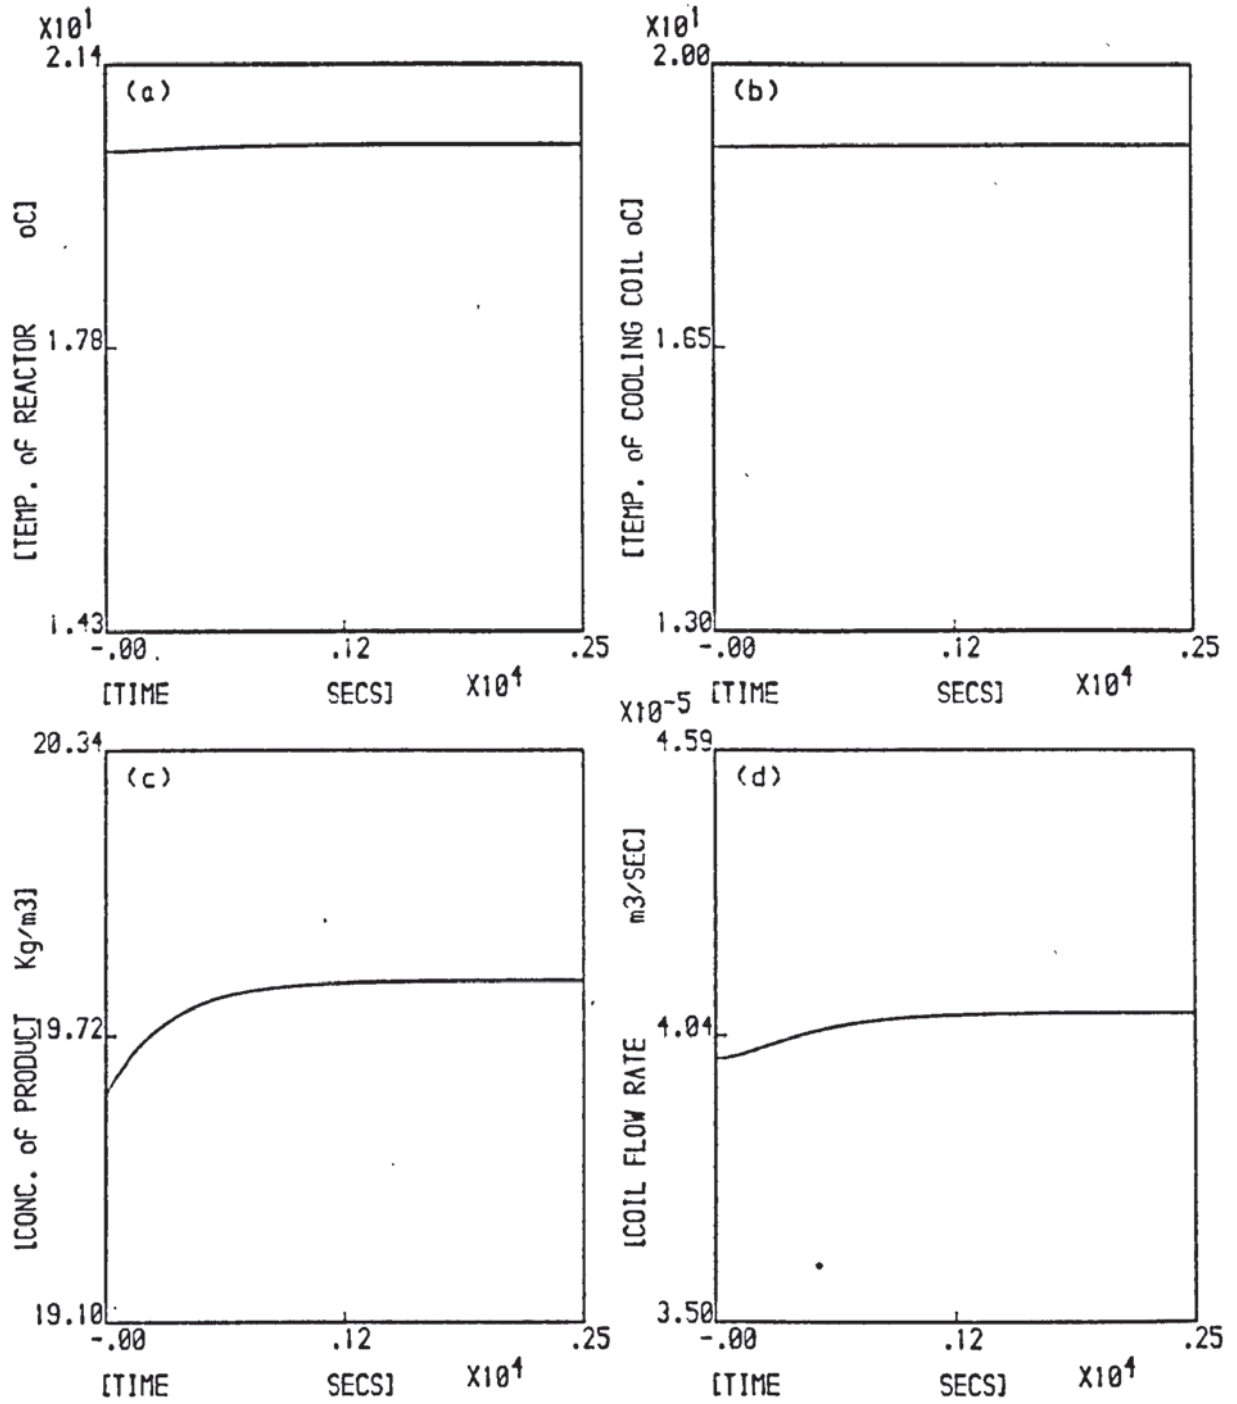 X10¹
2.14
(a)
[TEMP. of REACTOR oC]
1.78
1.43
-.00 .12 .25
[TIME SECS] X10⁴
X10¹
2.00
(b)
[TEMP. of COOLING COIL oC]
1.65
1.30
-.00 .12 .25
[TIME SECS] X10⁴
20.34
(c)
[CONC. of PRODUCT Kg/m3]
19.72
19.10
-.00 .12 .25
[TIME SECS] X10⁴
X10⁻⁵
4.59
(d)
[COIL FLOW RATE m3/SEC]
4.04
3.50
-.00 .12 .25
[TIME SECS] X10⁴